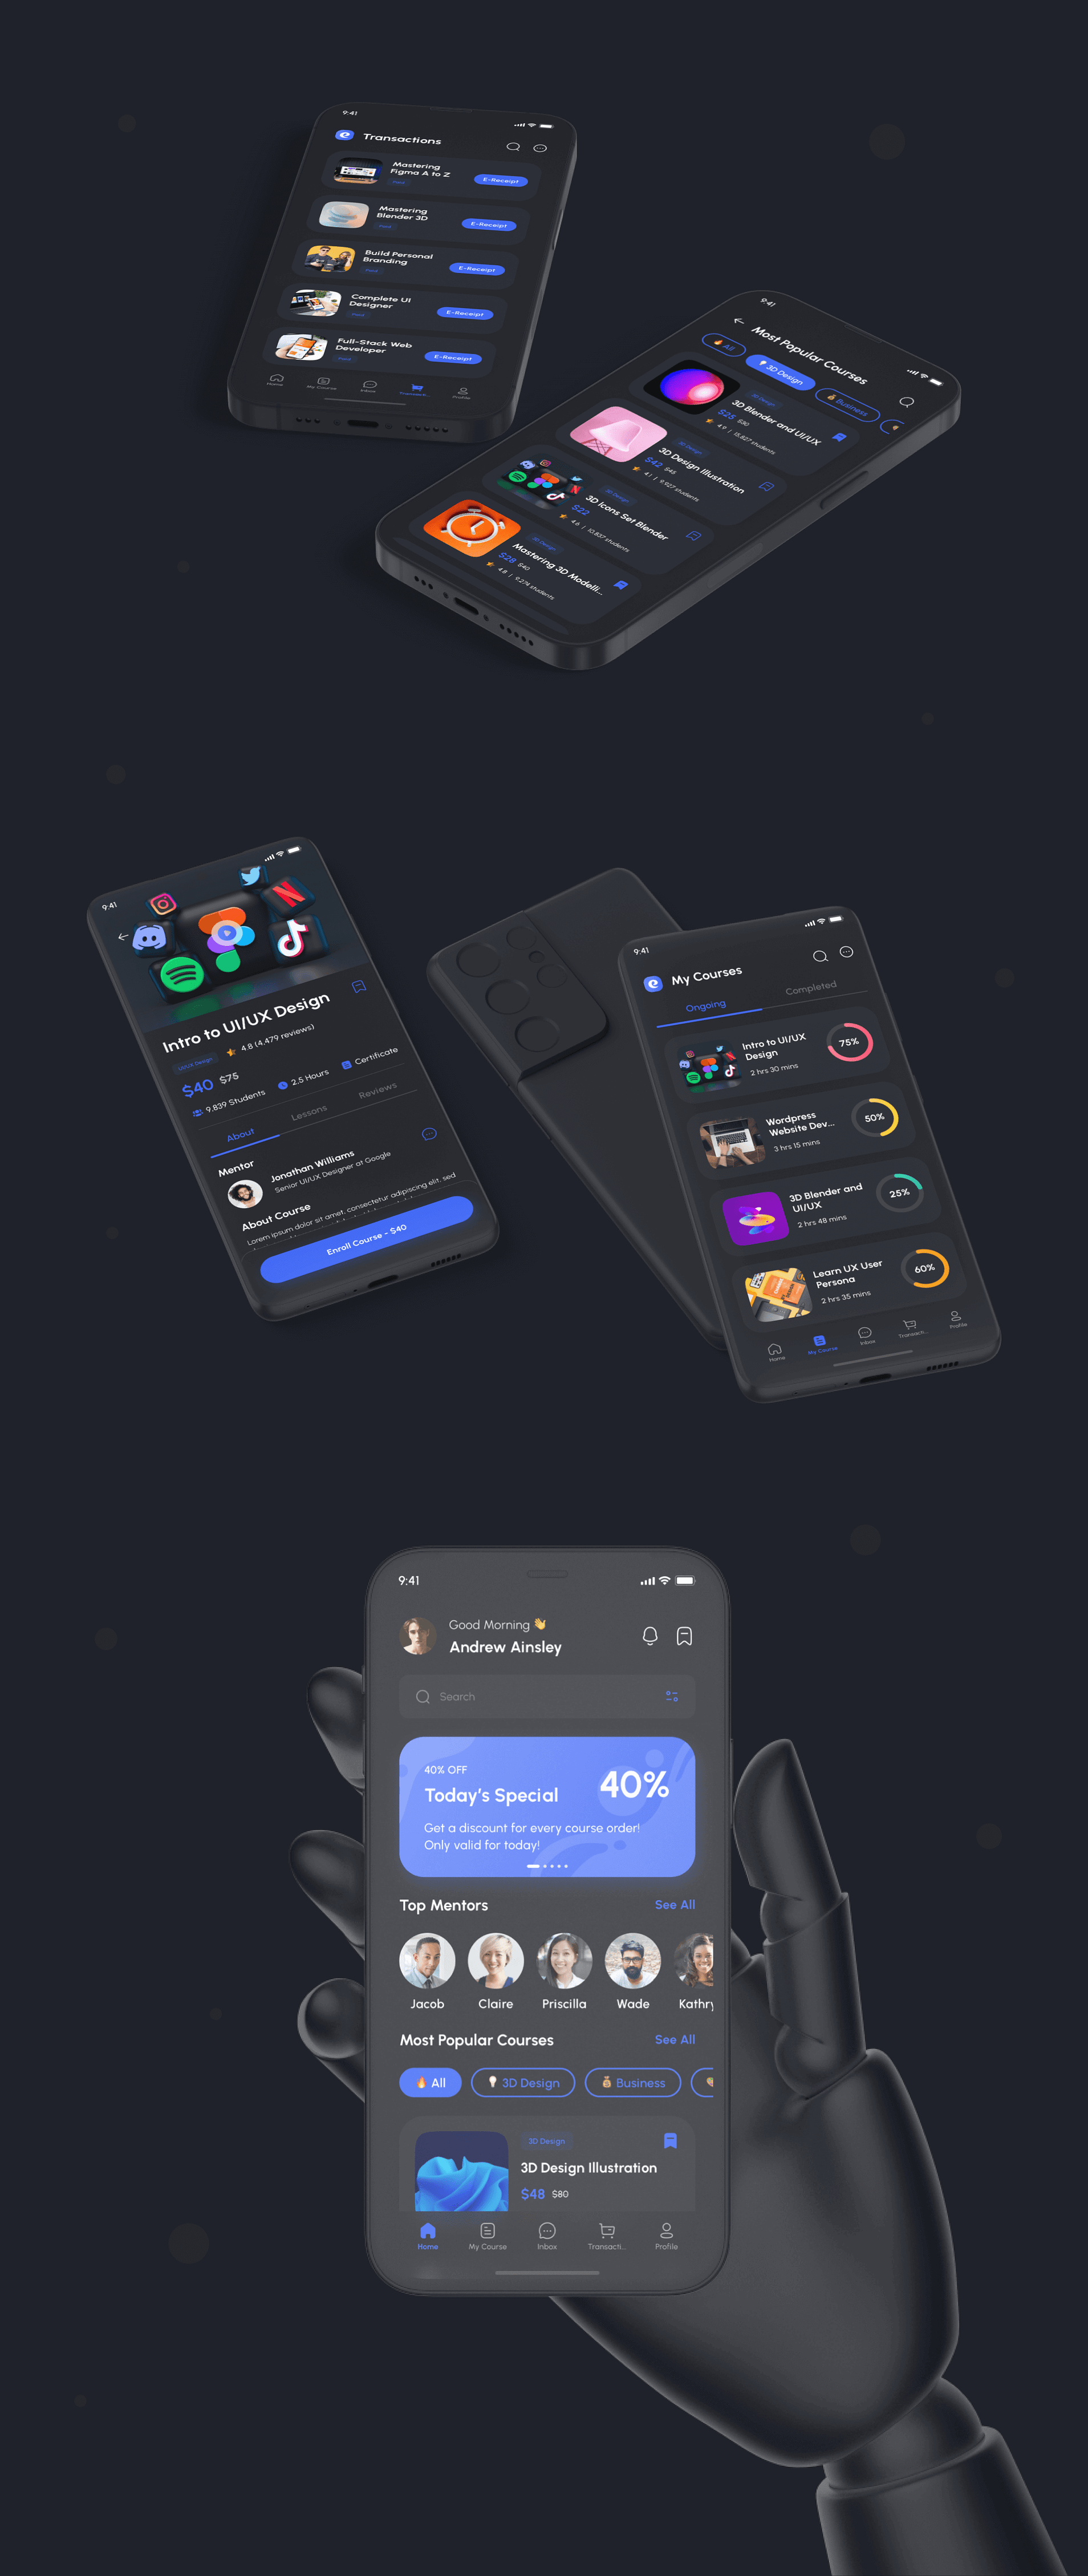 9:41
Transactions
Mastering
Figma A to Z
Paid
E-Receipt
Mastering
Blender 3D
Paid
E-Receipt
Build Personal
Branding
Paid
E-Receipt
Complete UI
Designer
Paid
E-Receipt
Full-Stack Web
Developer
Paid
E-Receipt
Home
My Course
Inbox
Transacti...
Profile
9:41
Most Popular Courses
All
3D Design
Business
3D Design
3D Blender and UI/UX
$25 $90
4.9 | 15,827 students
3D Design
3D Design Illustration
$42 $45
4.1 | 9,927 students
3D Design
3D Icons Set Blender
$22
4.6 | 10,837 students
3D Design
Mastering 3D Modelli...
$28 $40
4.8 | 9,274 students
9:41
Intro to UI/UX Design
UI/UX Design
4.8 (4,479 reviews)
$40 $75
9,839 Students
2.5 Hours
Certificate
About
Lessons
Reviews
Mentor
Jonathan Williams
Senior UI/UX Designer at Google
About Course
Lorem ipsum dolor sit amet, consectetur adipiscing elit, sed
Enroll Course - $40
9:41
My Courses
Ongoing
Completed
Intro to UI/UX
Design
2 hrs 30 mins
75%
Wordpress
Website Dev...
3 hrs 15 mins
50%
3D Blender and
UI/UX
2 hrs 48 mins
25%
Learn UX User
Persona
2 hrs 35 mins
60%
Home
My Course
Inbox
Transacti...
Profile
9:41
Good Morning 👋
Andrew Ainsley
Search
40% OFF
Today's Special
40%
Get a discount for every course order!
Only valid for today!
Top Mentors
See All
Jacob
Claire
Priscilla
Wade
Kathry
Most Popular Courses
See All
🔥 All
💡 3D Design
💰 Business
3D Design
3D Design Illustration
$48 $80
Home
My Course
Inbox
Transacti...
Profile